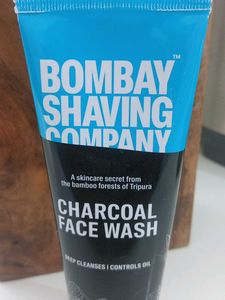 BOMBAY™
SHAVING
COMPANY
A skincare secret from
the bamboo forests of Tripura
CHARCOAL
FACE WASH
DEEP CLEANSES | CONTROLS OIL